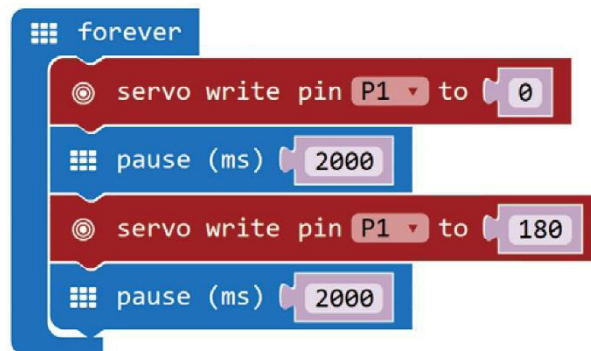 forever
servo write pin P1 to 0
pause (ms) 2000
servo write pin P1 to 180
pause (ms) 2000